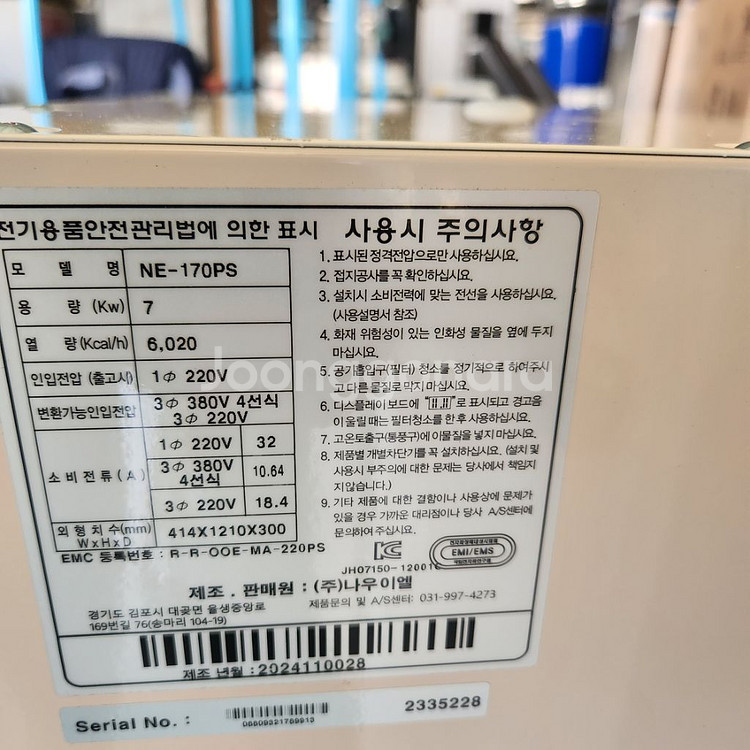 전기용품안전관리법에 의한 표시
모 델 명 NE-170PS
용 량 (Kw) 7
열 량(Kcal/h) 6,020
인입전압 (출고시) 1Φ 220V
변환가능인입전압 3Φ 380V 4선식
3Φ 220V
소 비 전 류 ( A )
1Φ 220V 32
3Φ 380V 4선식 10.64
3Φ 220V 18.4
외 형 치 수(mm) W x H x D 414X1210X300
EMC 등록번호 : R-R-OOE-MA-220PS
사용시 주의사항
1. 표시된 정격전압으로만 사용하십시요.
2. 접지공사를 꼭 확인하십시요.
3. 설치시 소비전력에 맞는 전선을 사용하십시요.
(사용설명서 참조)
4. 화재 위험성이 있는 인화성 물질을 옆에 두지
마십시요.
5. 공기흡입구(필터) 청소를 정기적으로 하여주시
고 다른 물질로 막지 마십시요.
6. 디스플레이 보드에 " "로 표시되고 경고음
이 울릴 때는 필터청소를 한 후 사용하십시요.
7. 고온토출구(통풍구)에 이물질을 넣지 마십시요.
8. 제품별 개별차단기를 꼭 설치하십시요. (설치 및
사용시 부주의에 대한 문제는 당사에서 책임지
지않습니다.)
9. 기타 제품에 대한 결함이나 사용상에 문제가
있을 경우 가까운 대리점이나 당사 A/S센터에
문의하여 주십시요.
JH07150-12001
EMI/EMS
제조 . 판매원 : (주)나우이엘
경기도 김포시 대곶면 율생중앙로
169번길 76(송마리 104-19)
제품문의 및 A/S센터: 031-997-4273
제조 년월 : 2024110028
Serial No. :
2335228
Joonggonara